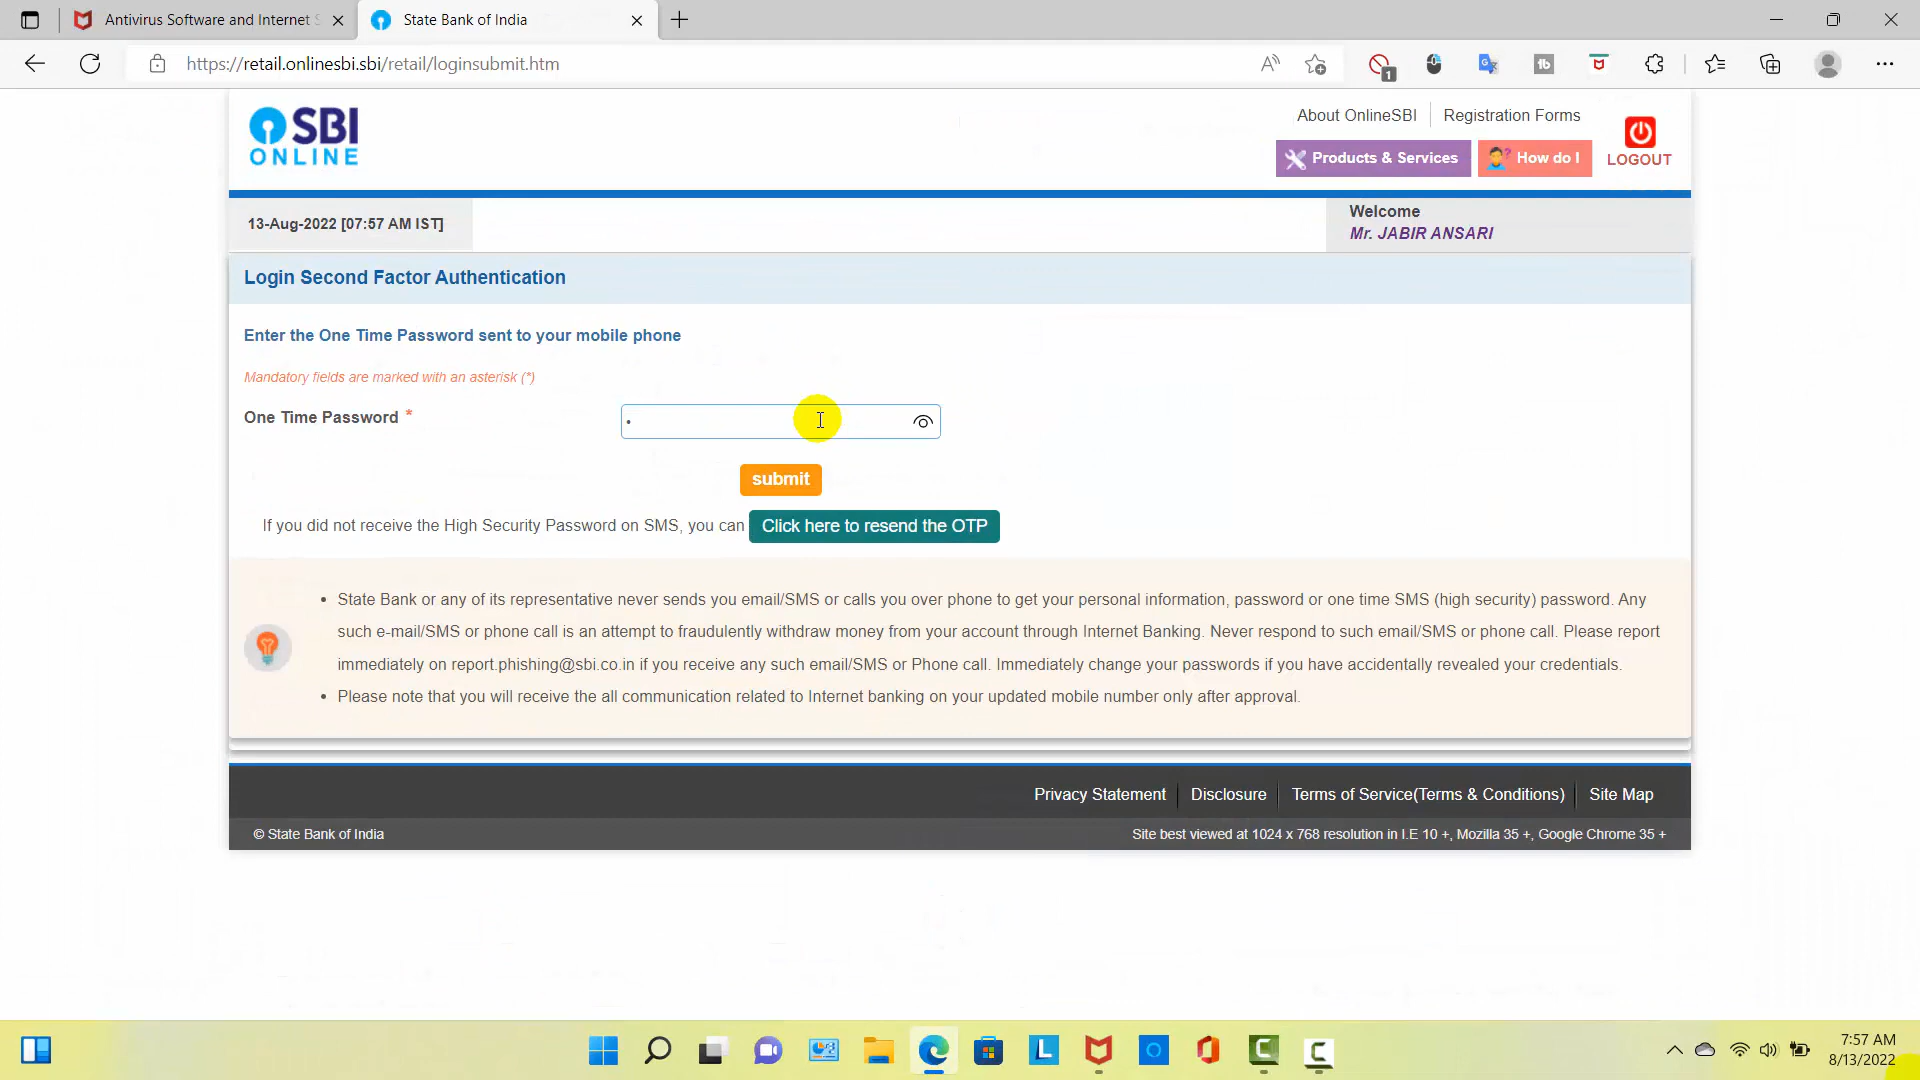 Antivirus Software and Internet S
State Bank of India
https://retail.onlinesbi.sbi/retail/loginsubmit.htm
1
SBI
ONLINE
About OnlineSBI
Registration Forms
Products & Services
How do I
LOGOUT
13-Aug-2022 [07:57 AM IST]
Welcome
Mr. JABIR ANSARI
Login Second Factor Authentication
Enter the One Time Password sent to your mobile phone
Mandatory fields are marked with an asterisk (*)
One Time Password *
submit
If you did not receive the High Security Password on SMS, you can Click here to resend the OTP
• State Bank or any of its representative never sends you email/SMS or calls you over phone to get your personal information, password or one time SMS (high security) password. Any
such e-mail/SMS or phone call is an attempt to fraudulently withdraw money from your account through Internet Banking. Never respond to such email/SMS or phone call. Please report
immediately on report.phishing@sbi.co.in if you receive any such email/SMS or Phone call. Immediately change your passwords if you have accidentally revealed your credentials.
• Please note that you will receive the all communication related to Internet banking on your updated mobile number only after approval.
Privacy Statement
Disclosure
Terms of Service(Terms & Conditions)
Site Map
© State Bank of India
Site best viewed at 1024 x 768 resolution in I.E 10 +, Mozilla 35 +, Google Chrome 35 +
7:57 AM
8/13/2022